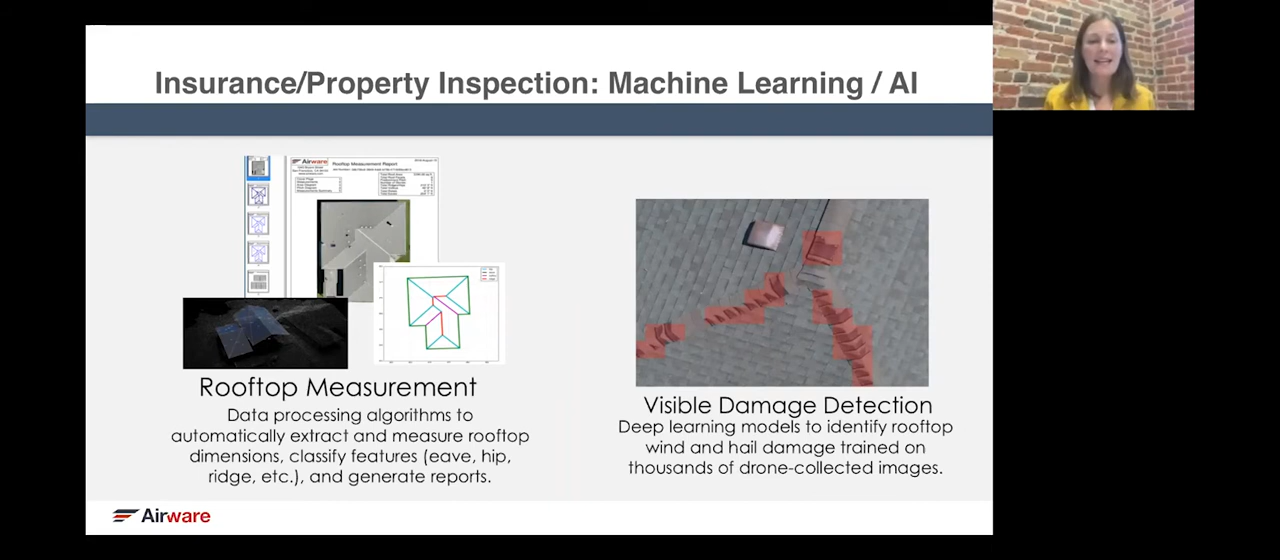 Insurance/Property Inspection: Machine Learning / AI
Airware
Rooftop Measurement Report
Rooftop Measurement
Data processing algorithms to
automatically extract and measure rooftop
dimensions, classify features (eave, hip,
ridge, etc.), and generate reports.
Visible Damage Detection
Deep learning models to identify rooftop
wind and hail damage trained on
thousands of drone-collected images.
Airware